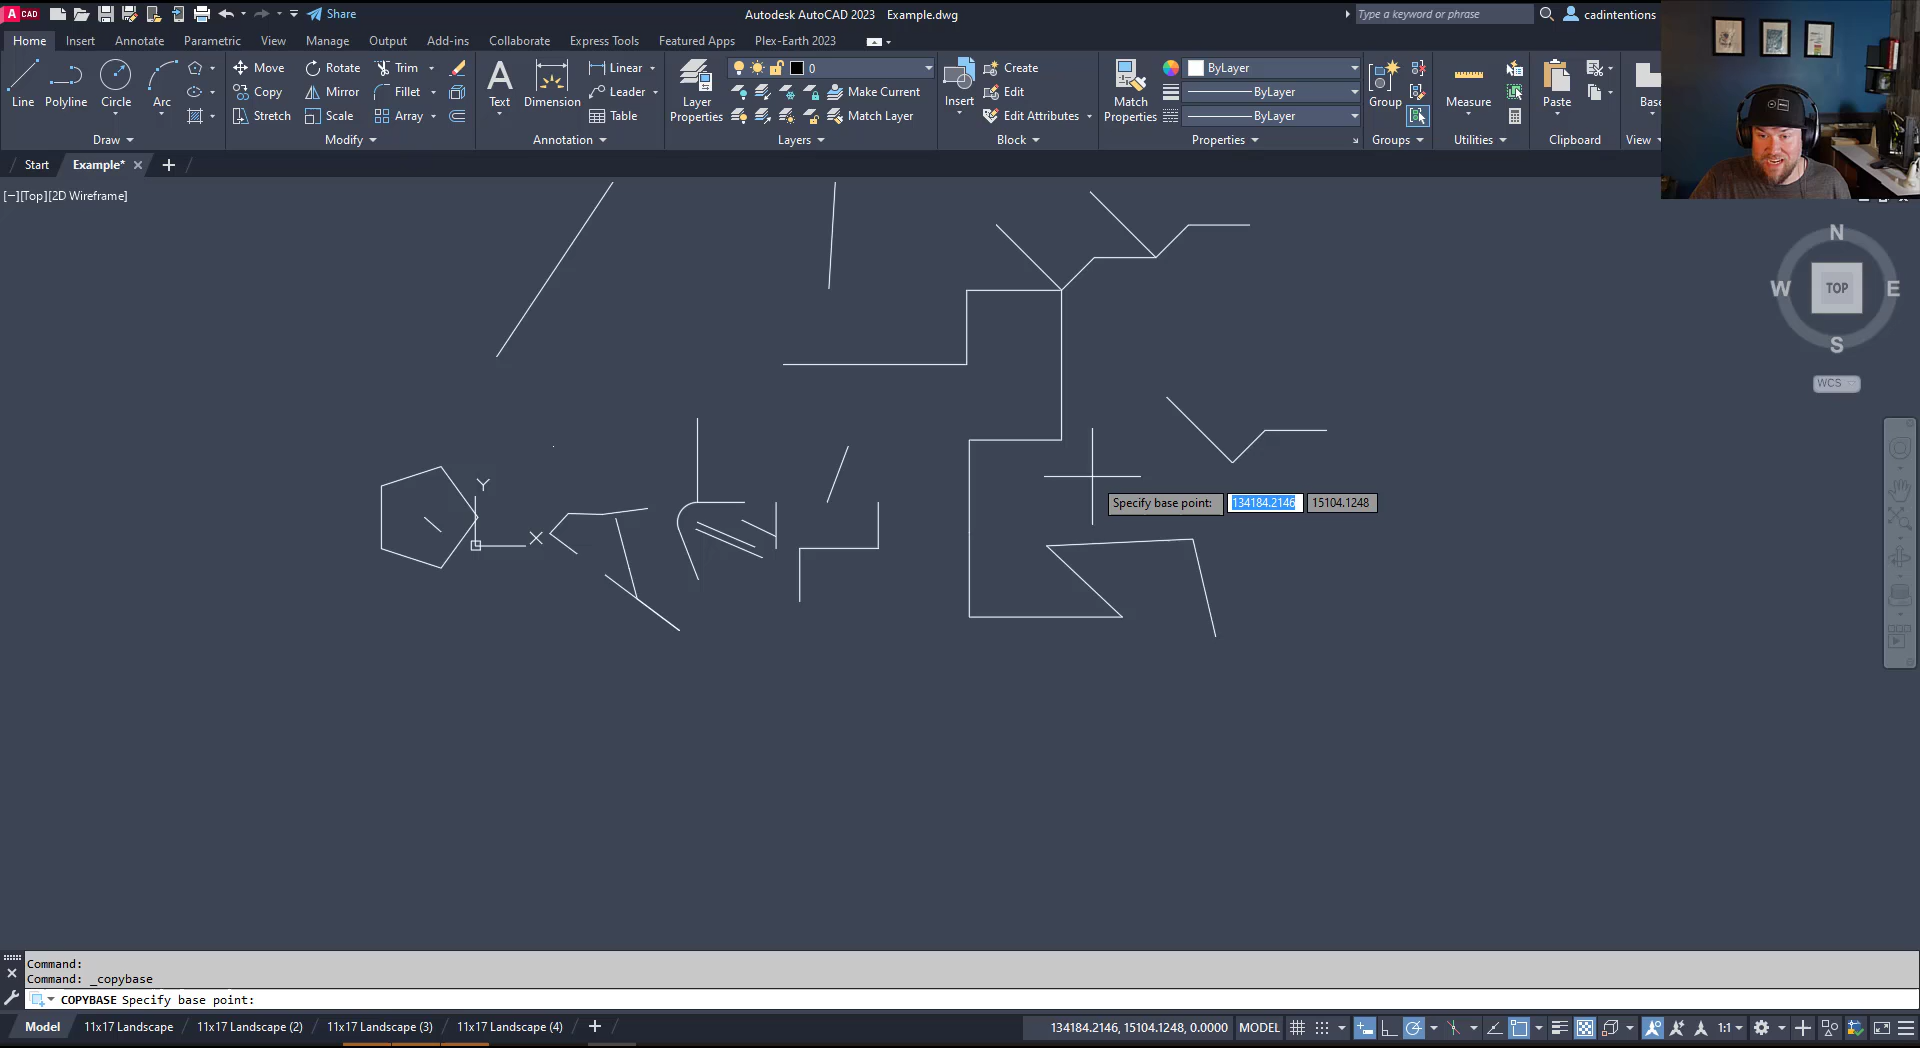 A CAD Share Autodesk AutoCAD 2023 Example.dwg Type a keyword or phrase cadintentions
Home Insert Annotate Parametric View Manage Output Add-ins Collaborate Express Tools Featured Apps Plex-Earth 2023
Line Polyline Circle Arc
Move Rotate Trim
Copy Mirror Fillet
Stretch Scale Array
Text Dimension
Linear
Leader
Table
Layer Properties
0
Make Current
Match Layer
Insert
Create
Edit
Edit Attributes
Match Properties
ByLayer
ByLayer
ByLayer
Group Measure Paste Base
Draw Modify Annotation Layers Block Properties Groups Utilities Clipboard View
Start Example*
[−][Top][2D Wireframe]
N
W TOP E
S
WCS
Y
X
Specify base point: 134184.2146 15104.1248
Command:
Command: _copybase
COPYBASE Specify base point:
Model 11x17 Landscape 11x17 Landscape (2) 11x17 Landscape (3) 11x17 Landscape (4) 134184.2146, 15104.1248, 0.0000 MODEL 1:1